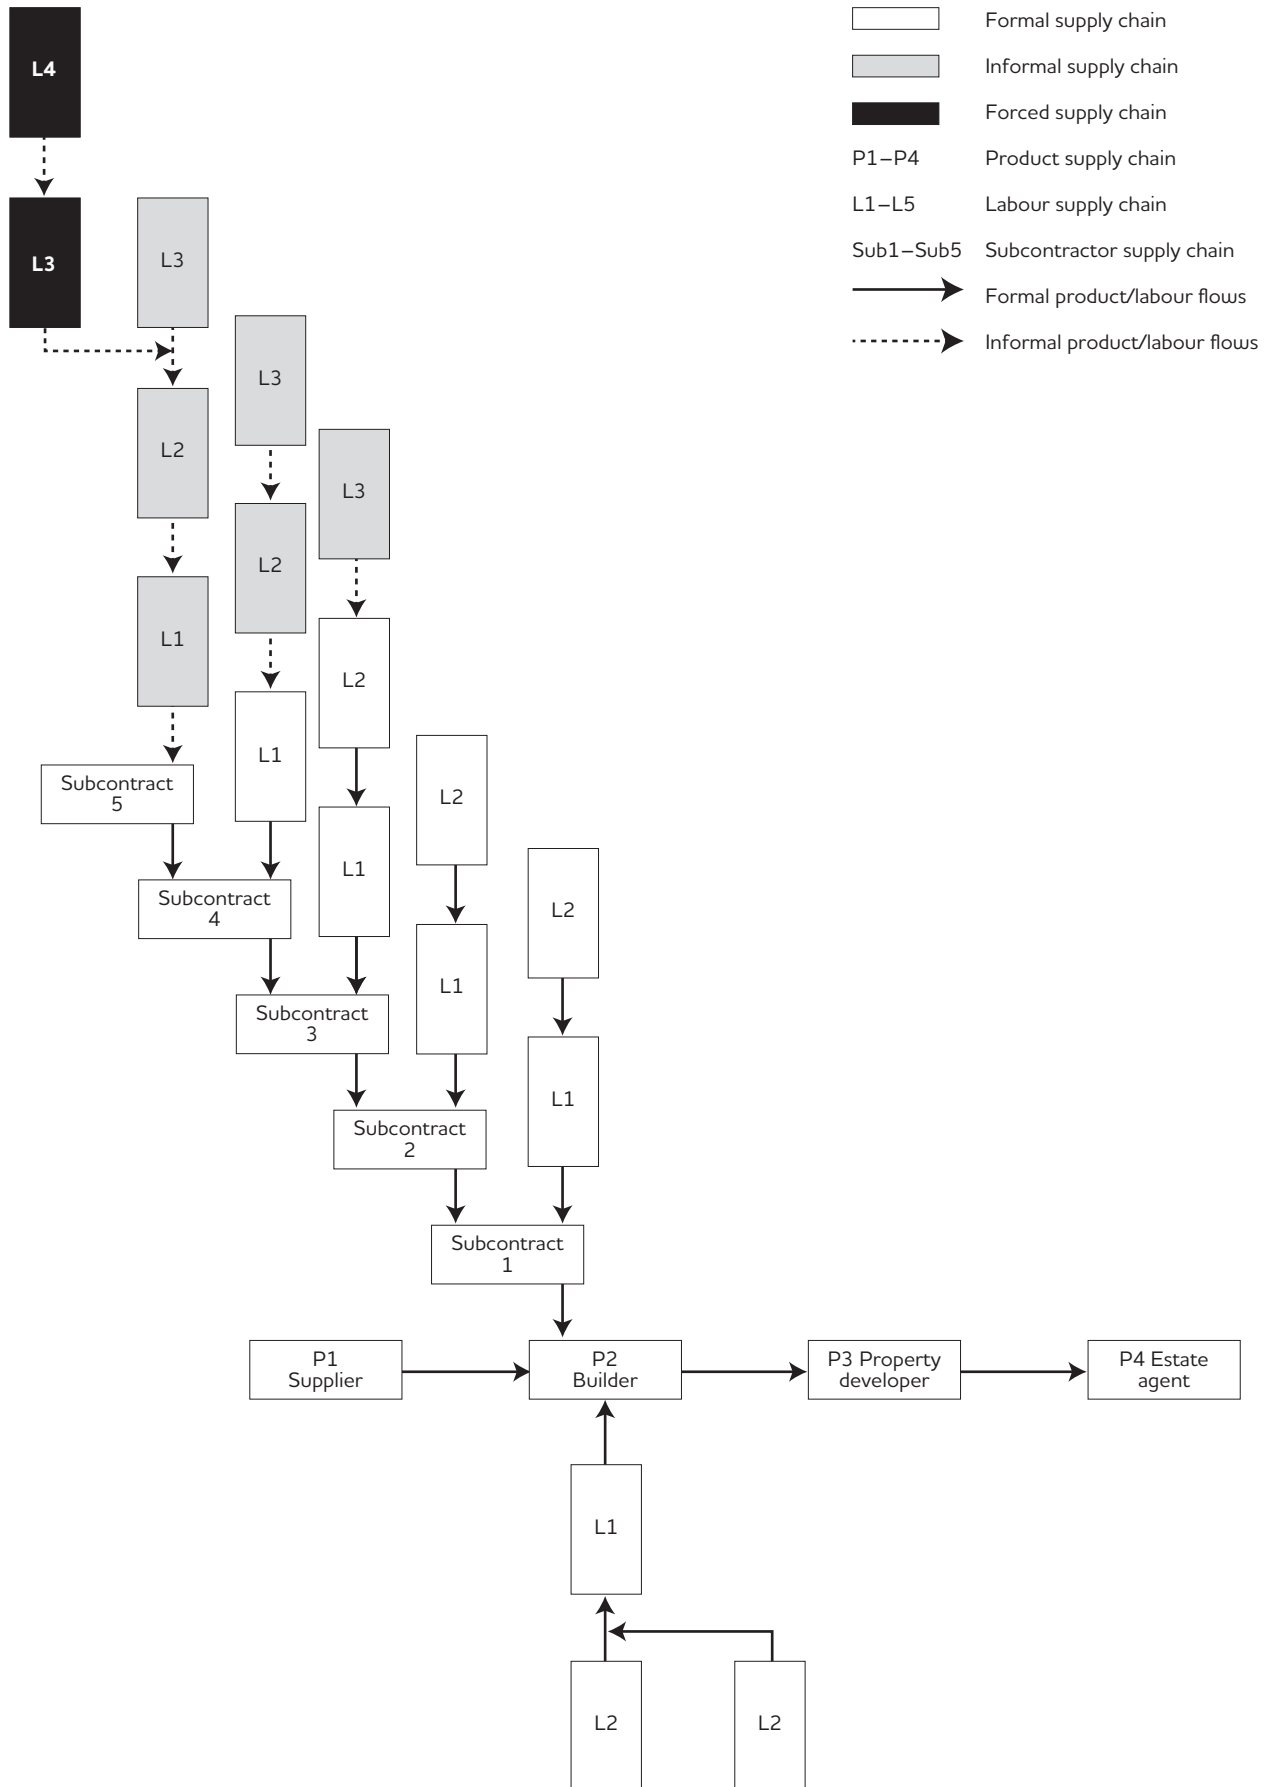 L4
Formal supply chain
Informal supply chain
Forced supply chain
P1–P4 Product supply chain
L1–L5 Labour supply chain
Sub1–Sub5 Subcontractor supply chain
Formal product/labour flows
Informal product/labour flows
L3
L3
L3
L2
L3
L2
L1
L2
L1
Subcontract
5
L2
L1
Subcontract
4
L2
L1
Subcontract
3
L1
Subcontract
2
Subcontract
1
P1
Supplier
P2
Builder
P3 Property
developer
P4 Estate
agent
L1
L2
L2